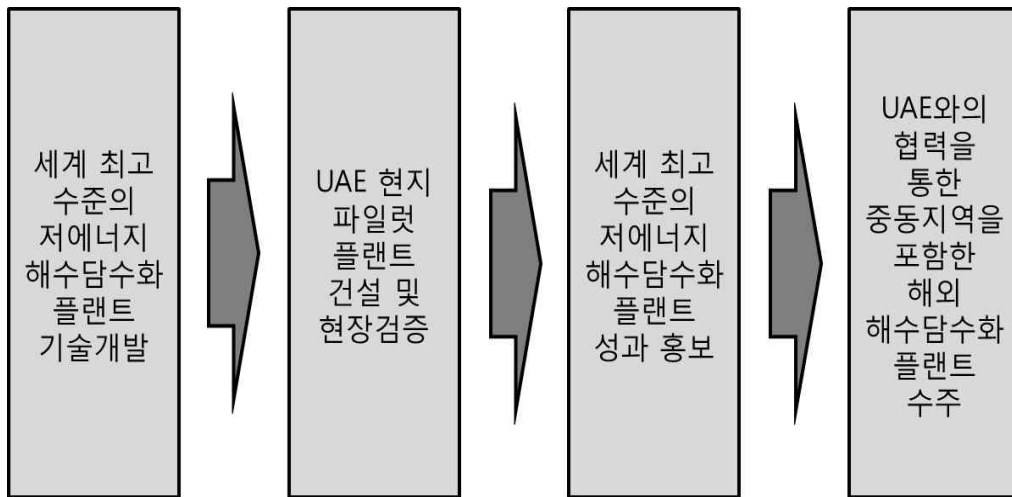 세계 최고
수준의
저에너지
해수담수화
플랜트
기술개발
UAE 현지
파일럿
플랜트
건설 및
현장검증
세계 최고
수준의
저에너지
해수담수화
플랜트
성과 홍보
UAE와의
협력을
통한
중동지역을
포함한
해외
해수담수화
플랜트
수주